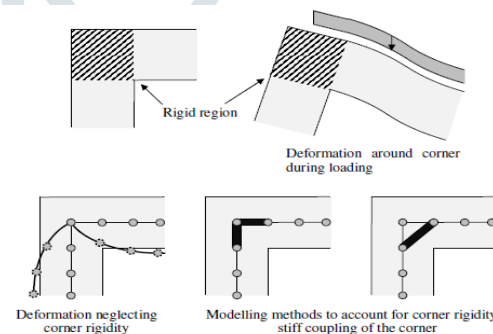 Rigid region
Deformation around corner
during loading
Deformation neglecting
corner rigidity
Modelling methods to account for corner rigidity
stiff coupling of the corner